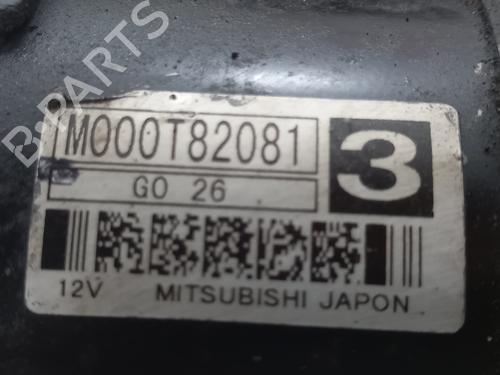 B-PARTS
M000T82081
3
GO 26
12V MITSUBISHI JAPON